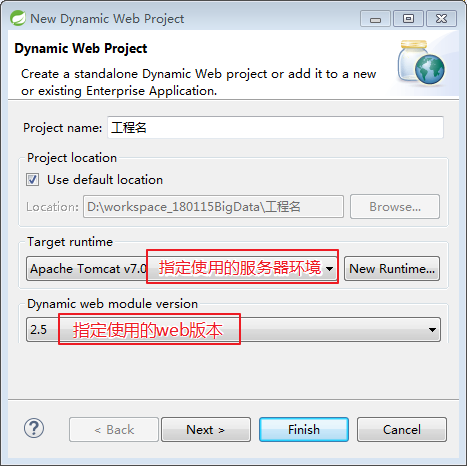 New Dynamic Web Project
Dynamic Web Project
Create a standalone Dynamic Web project or add it to a new
or existing Enterprise Application.
Project name: 工程名
Project location
Use default location
Location: D:\workspace_180115BigData\工程名 Browse...
Target runtime
Apache Tomcat v7.0 指定使用的服务器环境 New Runtime...
Dynamic web module version
2.5 指定使用的web版本
? < Back Next > Finish Cancel